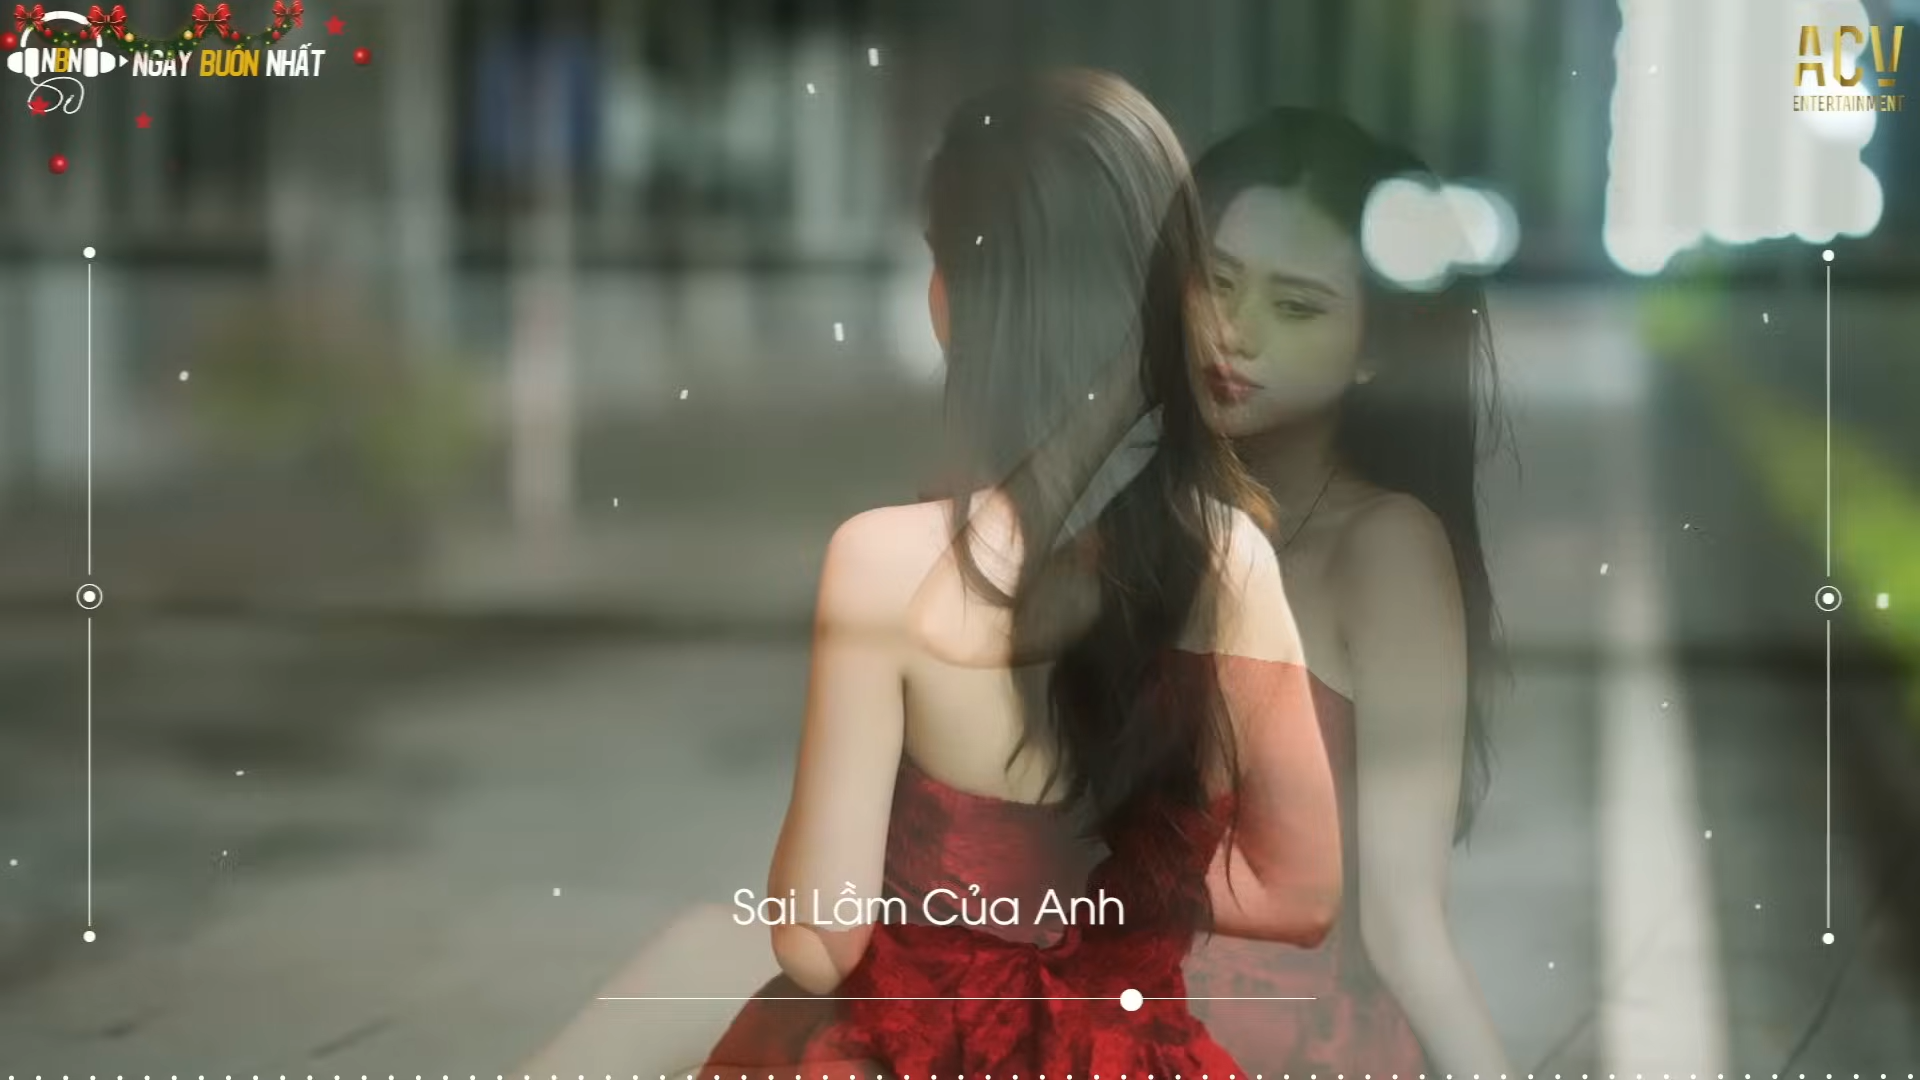 NBN
NGÀY BUỒN NHẤT
ACV
ENTERTAINMENT
Sai Lầm Của Anh